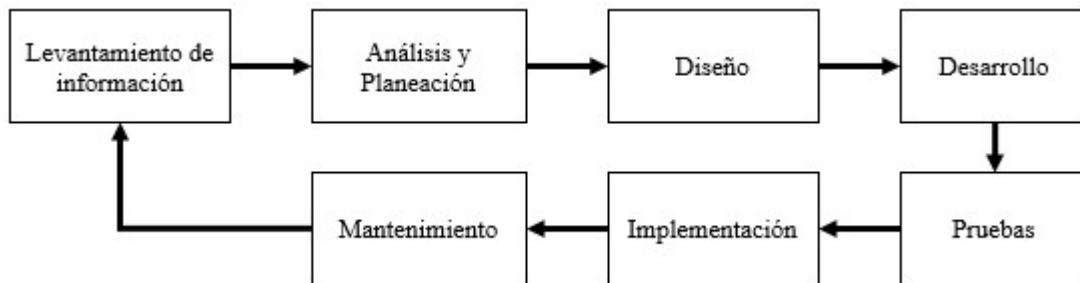 Levantamiento de
información
Análisis y
Planeación
Diseño
Desarrollo
Mantenimiento
Implementación
Pruebas